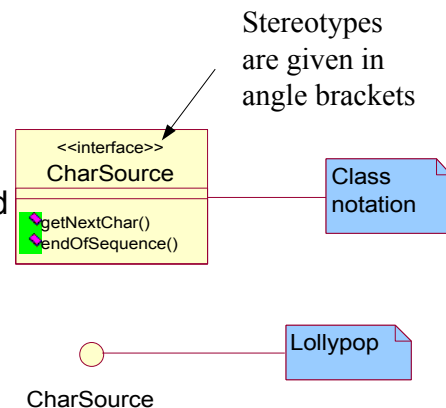 Stereotypes
are given in
angle brackets
<<interface>>
CharSource
d
getNextChar()
endOfSequence()
Class
notation
Lollypop
CharSource